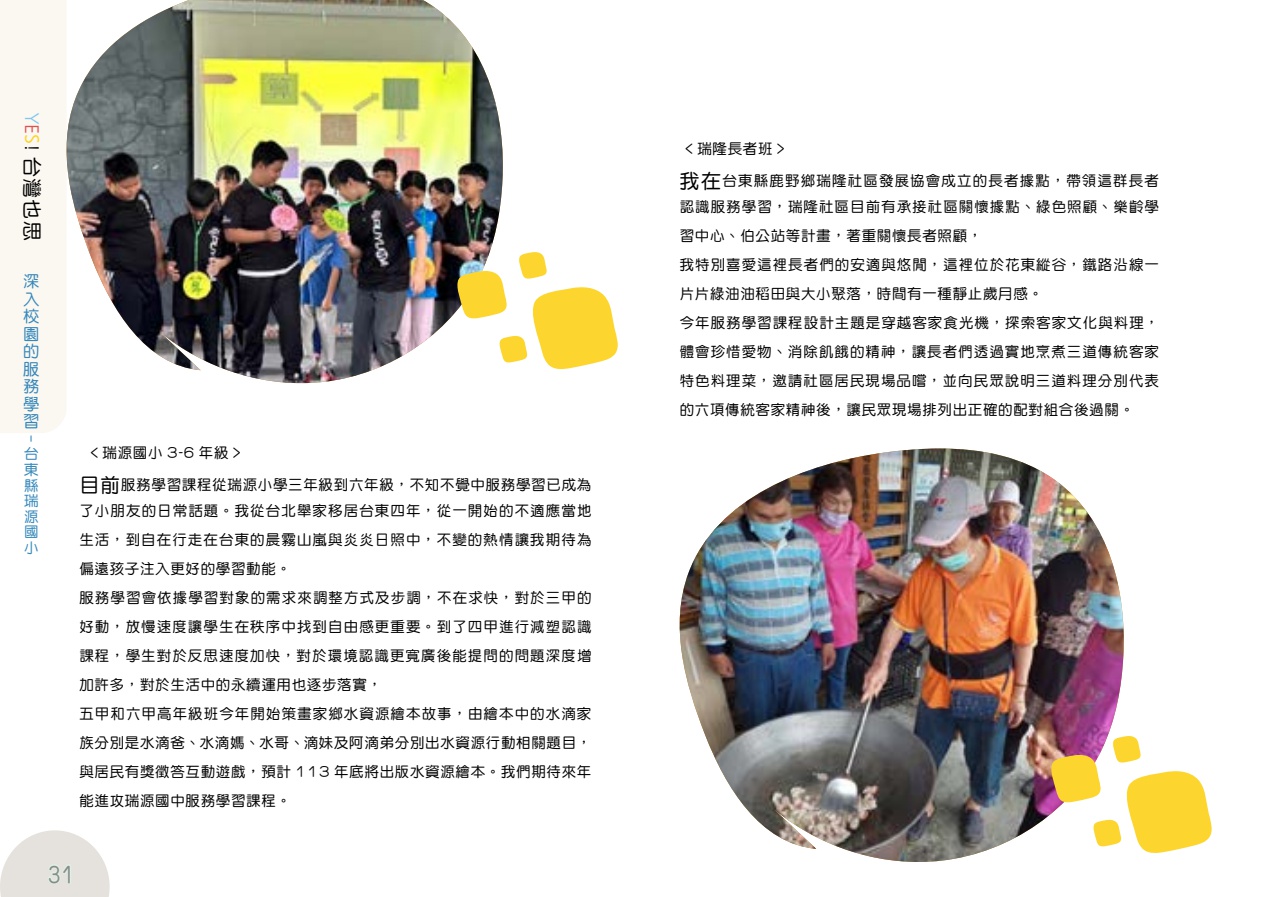 YES! 台灣也思
深入校園的服務學習 - 台東縣瑞源國小
算
算
<瑞源國小 3-6 年級>
目前服務學習課程從瑞源小學三年級到六年級，不知不覺中服務學習已成為
了小朋友的日常話題。我從台北舉家移居台東四年，從一開始的不適應當地
生活，到自在行走在台東的晨霧山嵐與炎炎日照中，不變的熱情讓我期待為
偏遠孩子注入更好的學習動能。
服務學習會依據學習對象的需求來調整方式及步調，不在求快，對於三甲的
好動，放慢速度讓學生在秩序中找到自由感更重要。到了四甲進行減塑認識
課程，學生對於反思速度加快，對於環境認識更寬廣後能提問的問題深度增
加許多，對於生活中的永續運用也逐步落實，
五甲和六甲高年級班今年開始策畫家鄉水資源繪本故事，由繪本中的水滴家
族分別是水滴爸、水滴媽、水哥、滴妹及阿滴弟分別出水資源行動相關題目，
與居民有獎徵答互動遊戲，預計 113 年底將出版水資源繪本。我們期待來年
能進攻瑞源國中服務學習課程。
<瑞隆長者班>
我在台東縣鹿野鄉瑞隆社區發展協會成立的長者據點，帶領這群長者
認識服務學習，瑞隆社區目前有承接社區關懷據點、綠色照顧、樂齡學
習中心、伯公站等計畫，著重關懷長者照顧，
我特別喜愛這裡長者們的安適與悠閒，這裡位於花東縱谷，鐵路沿線一
片片綠油油稻田與大小聚落，時間有一種靜止歲月感。
今年服務學習課程設計主題是穿越客家食光機，探索客家文化與料理，
體會珍惜愛物、消除飢餓的精神，讓長者們透過實地烹煮三道傳統客家
特色料理菜，邀請社區居民現場品嚐，並向民眾說明三道料理分別代表
的六項傳統客家精神後，讓民眾現場排列出正確的配對組合後過關。
31